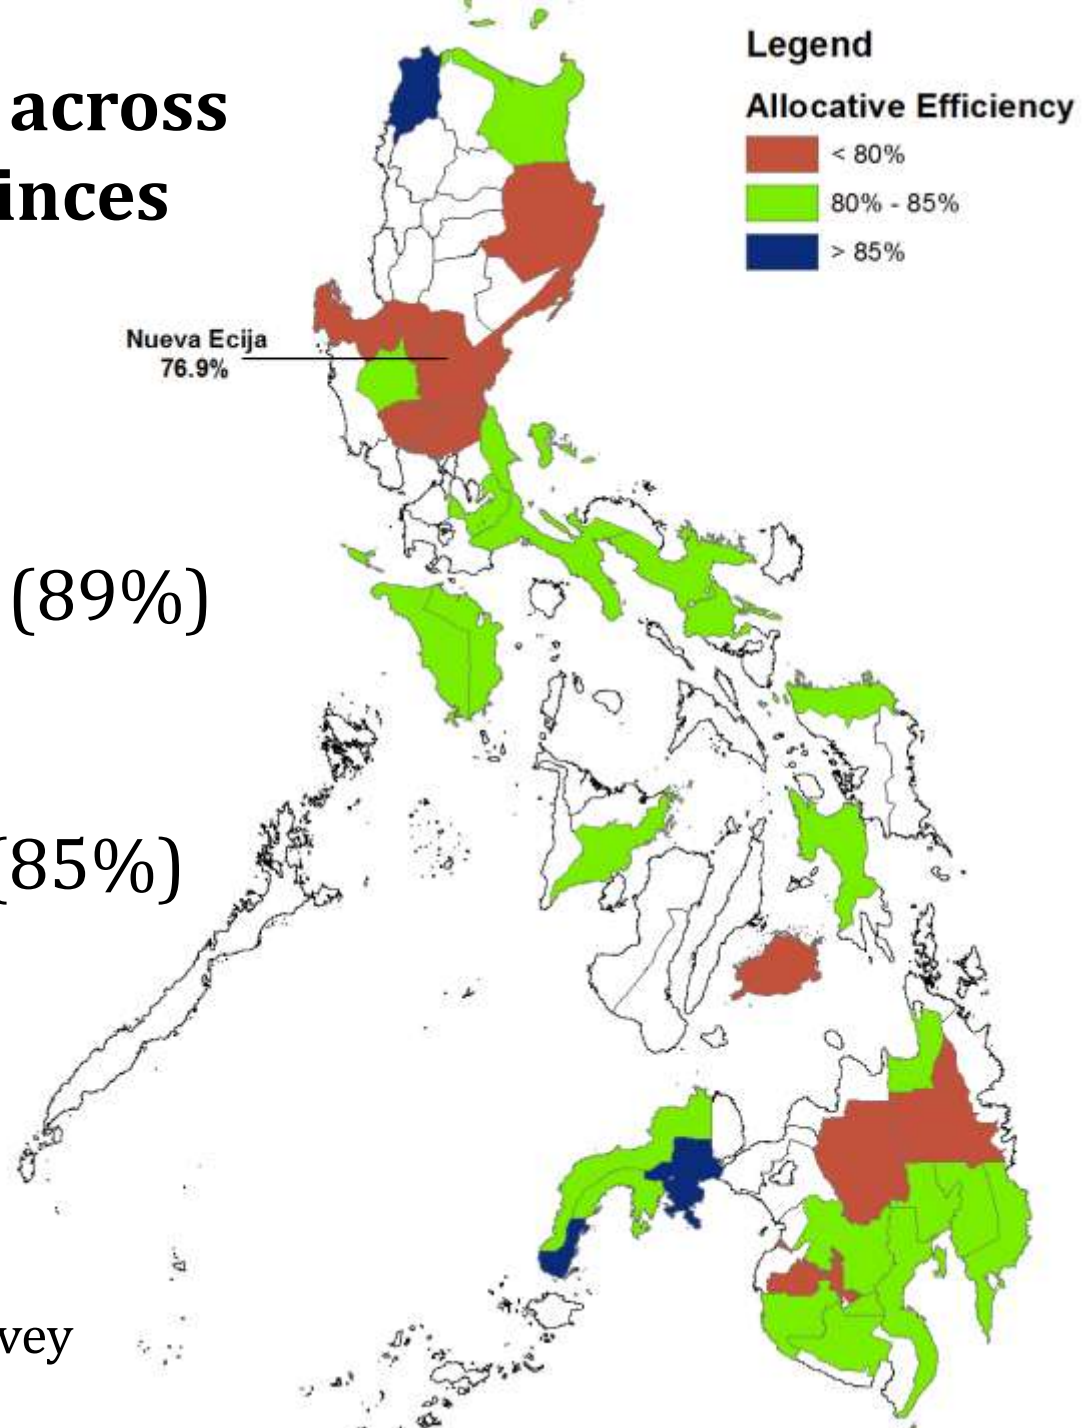 across
inces
(89%)
(85%)
vey
Nueva Ecija
76.9%
Legend
Allocative Efficiency
< 80%
80% - 85%
> 85%